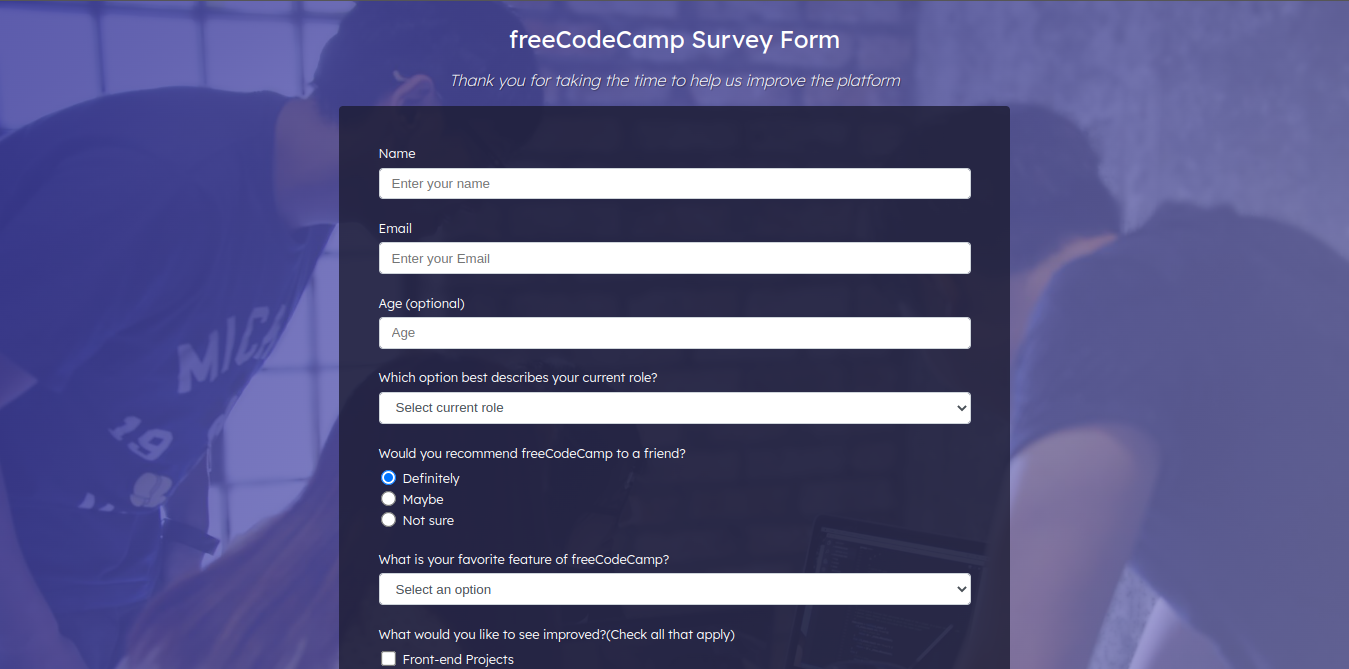 freeCodeCamp Survey Form
Thank you for taking the time to help us improve the platform
Name
Enter your name
Email
Enter your Email
Age (optional)
Age
Which option best describes your current role?
Select current role
Would you recommend freeCodeCamp to a friend?
Definitely
Maybe
Not sure
What is your favorite feature of freeCodeCamp?
Select an option
What would you like to see improved?(Check all that apply)
Front-end Projects
MICA
19